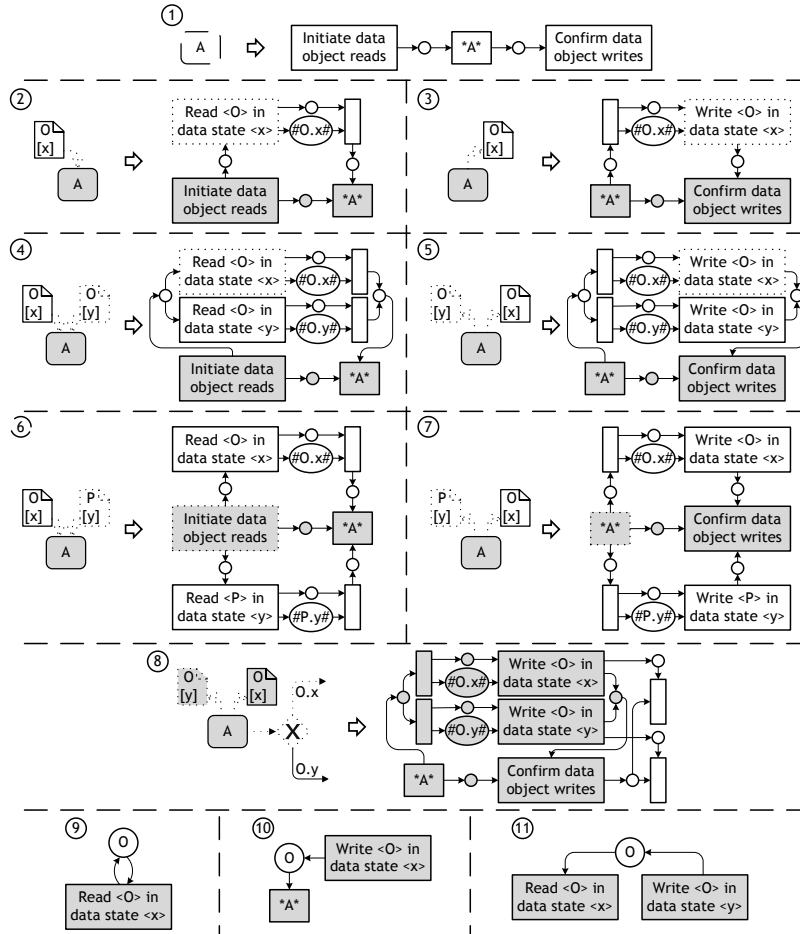 1
A
Initiate data
object reads
*A*
Confirm data
object writes
2
O
[x]
A
Read <O> in
data state <x>
#O.x#
Initiate data
object reads
*A*
3
O
[x]
A
Write <O> in
data state <x>
#O.x#
*A*
Confirm data
object writes
4
O
[x]
O
[y]
A
Read <O> in
data state <x>
#O.x#
Read <O> in
data state <y>
#O.y#
Initiate data
object reads
*A*
5
O
[y]
O
[x]
A
Write <O> in
data state <x>
#O.x#
Write <O> in
data state <y>
#O.y#
*A*
Confirm data
object writes
6
O
[x]
P
[y]
A
Read <O> in
data state <x>
#O.x#
Initiate data
object reads
*A*
Read <P> in
data state <y>
#P.y#
7
P
[y]
O
[x]
A
Write <O> in
data state <x>
#O.x#
*A*
Confirm data
object writes
Write <P> in
data state <y>
#P.y#
8
O
[y]
O
[x]
A
X
O.x
O.y
Write <O> in
data state <x>
#O.x#
Write <O> in
data state <y>
#O.y#
*A*
Confirm data
object writes
9
O
Read <O> in
data state <x>
10
O
Write <O> in
data state <x>
*A*
11
O
Read <O> in
data state <x>
Write <O> in
data state <y>